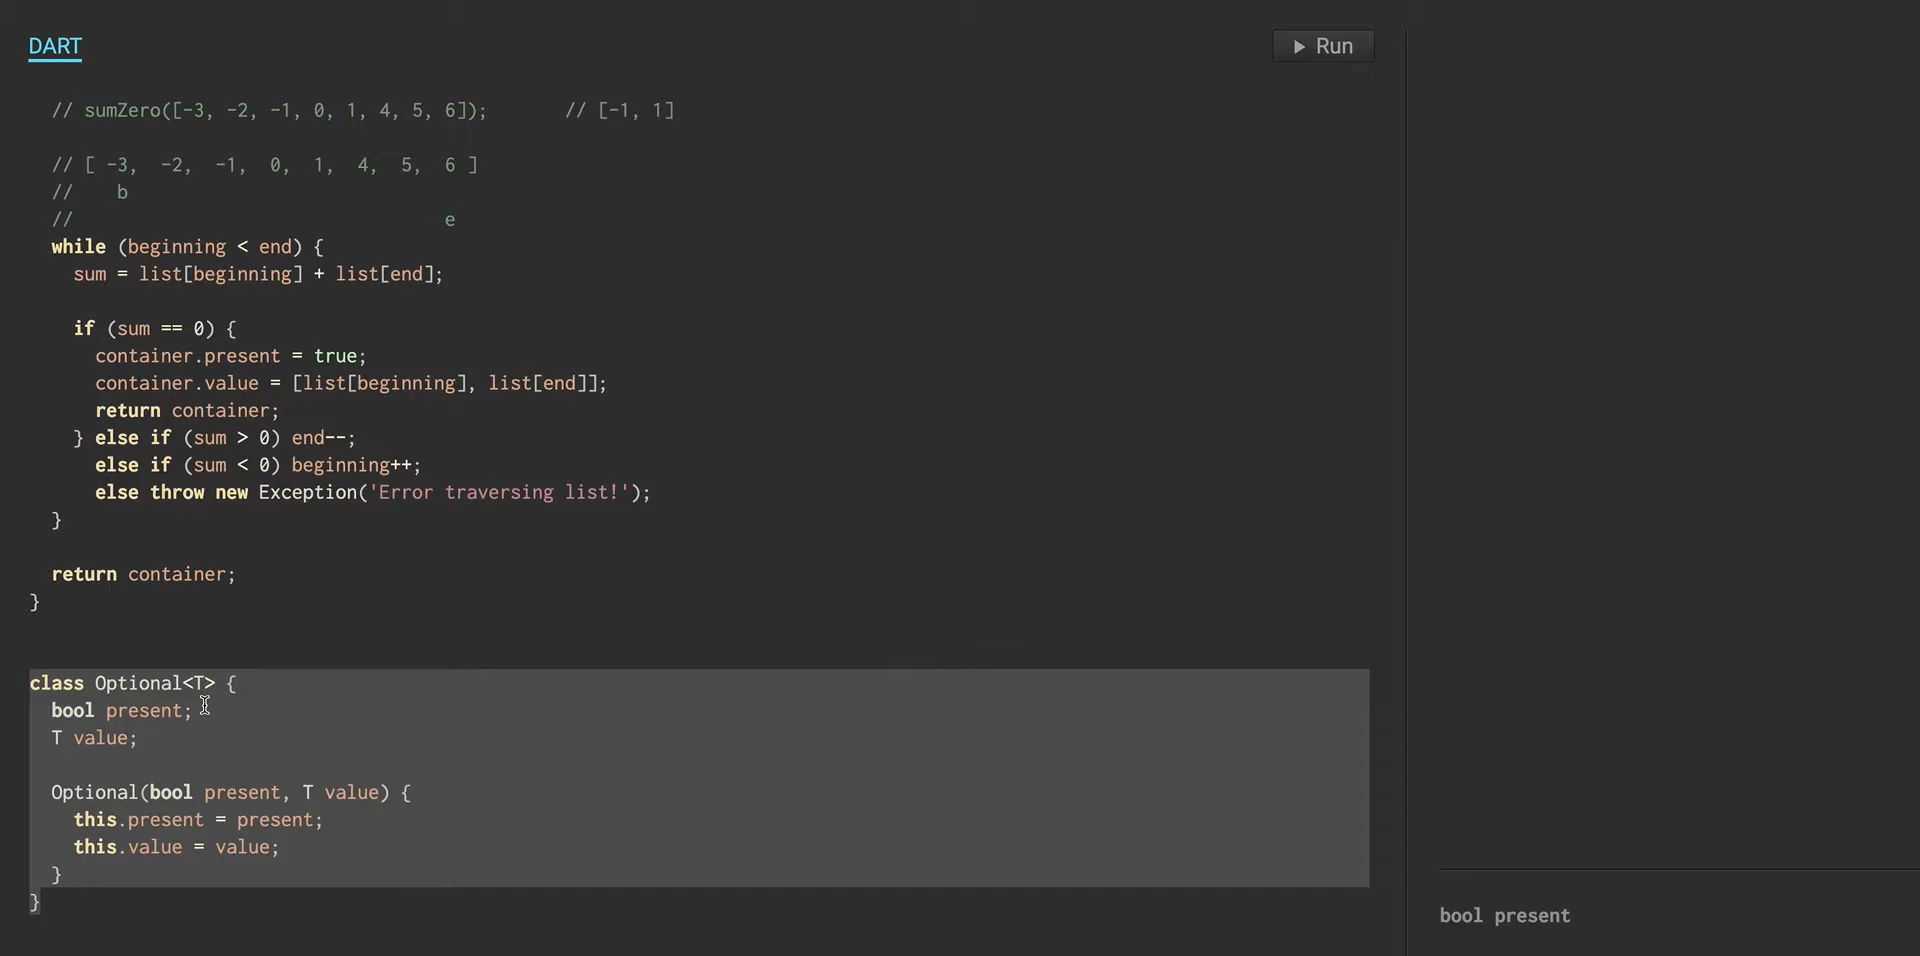 DART
Run
// sumZero([-3, -2, -1, 0, 1, 4, 5, 6]);       // [-1, 1]
// [ -3,  -2,  -1,  0,  1,  4,  5,  6 ]
//    b
//                                  e
while (beginning < end) {
sum = list[beginning] + list[end];
if (sum == 0) {
container.present = true;
container.value = [list[beginning], list[end]];
return container;
} else if (sum > 0) end--;
else if (sum < 0) beginning++;
else throw new Exception('Error traversing list!');
}
return container;
}
class Optional<T> {
bool present;
T value;
Optional(bool present, T value) {
this.present = present;
this.value = value;
}
}
bool present